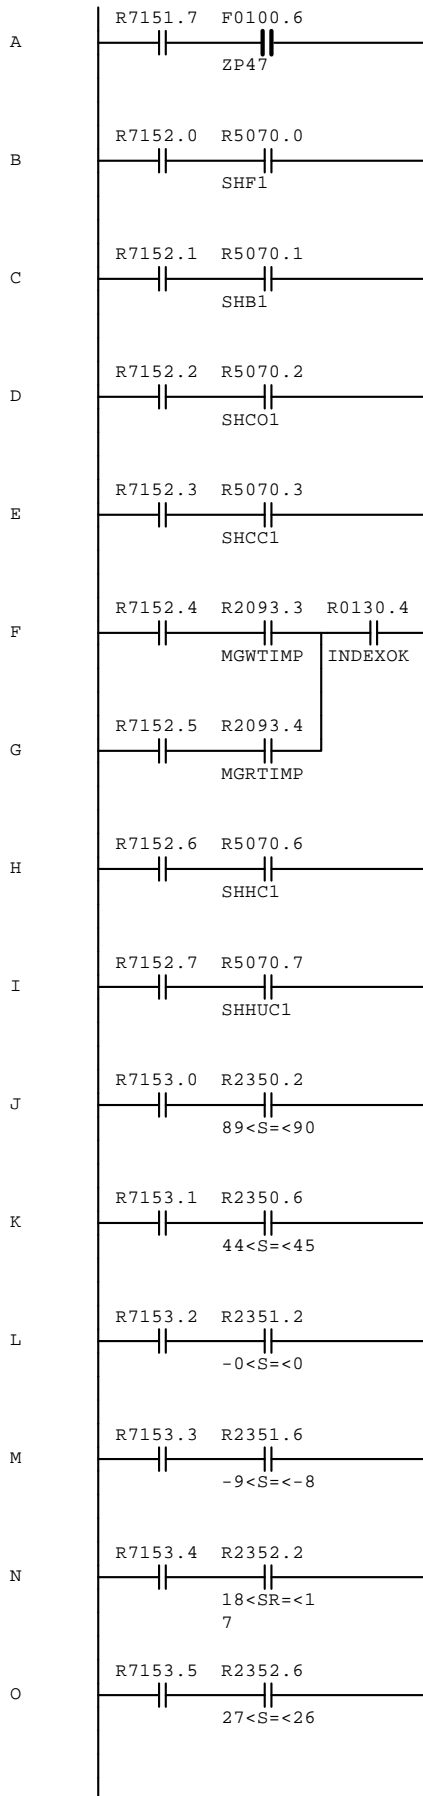 R7151.7 F0100.6
A
ZP47
R7152.0 R5070.0
B
SHF1
R7152.1 R5070.1
C
SHB1
R7152.2 R5070.2
D
SHCO1
R7152.3 R5070.3
E
SHCC1
R7152.4 R2093.3 R0130.4
F
MGWTIMP INDEXOK
R7152.5 R2093.4
G
MGRTIMP
R7152.6 R5070.6
H
SHHC1
R7152.7 R5070.7
I
SHHUC1
R7153.0 R2350.2
J
89<S=<90
R7153.1 R2350.6
K
44<S=<45
R7153.2 R2351.2
L
-0<S=<0
R7153.3 R2351.6
M
-9<S=<-8
R7153.4 R2352.2
N
18<SR=<1
7
R7153.5 R2352.6
O
27<S=<26